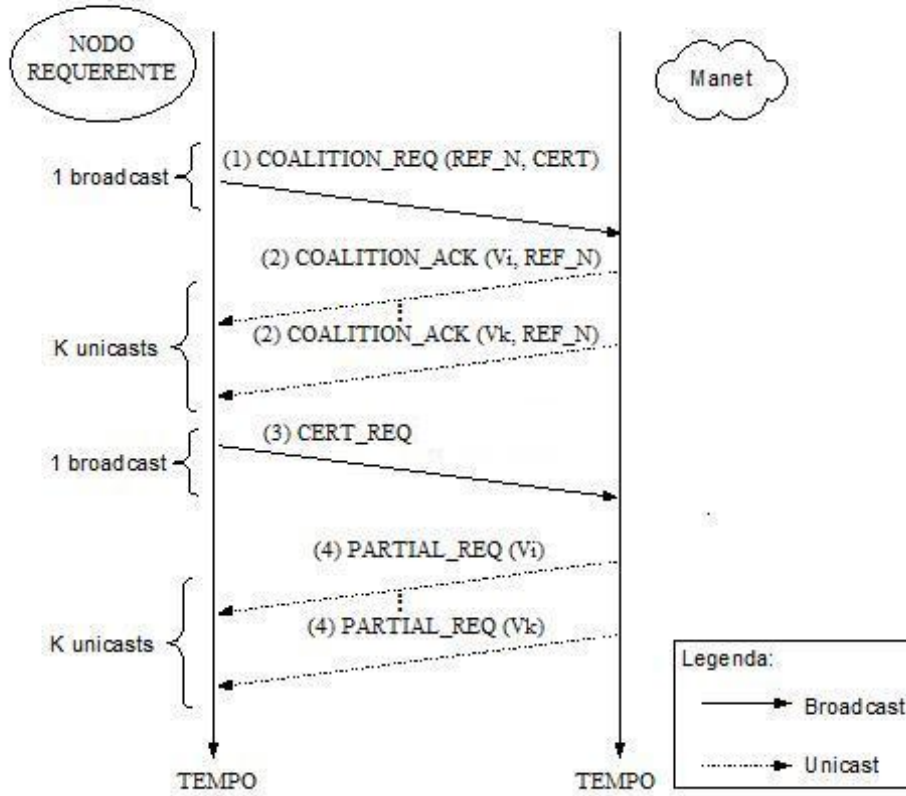 NODO
REQUERENTE
Manet
(1) COALITION_REQ (REF_N, CERT)
1 broadcast
(2) COALITION_ACK (Vi, REF_N)
(2) COALITION_ACK (Vk, REF_N)
K unicasts
(3) CERT_REQ
1 broadcast
(4) PARTIAL_REQ (Vi)
(4) PARTIAL_REQ (Vk)
K unicasts
Legenda:
Broadcast
Unicast
TEMPO
TEMPO